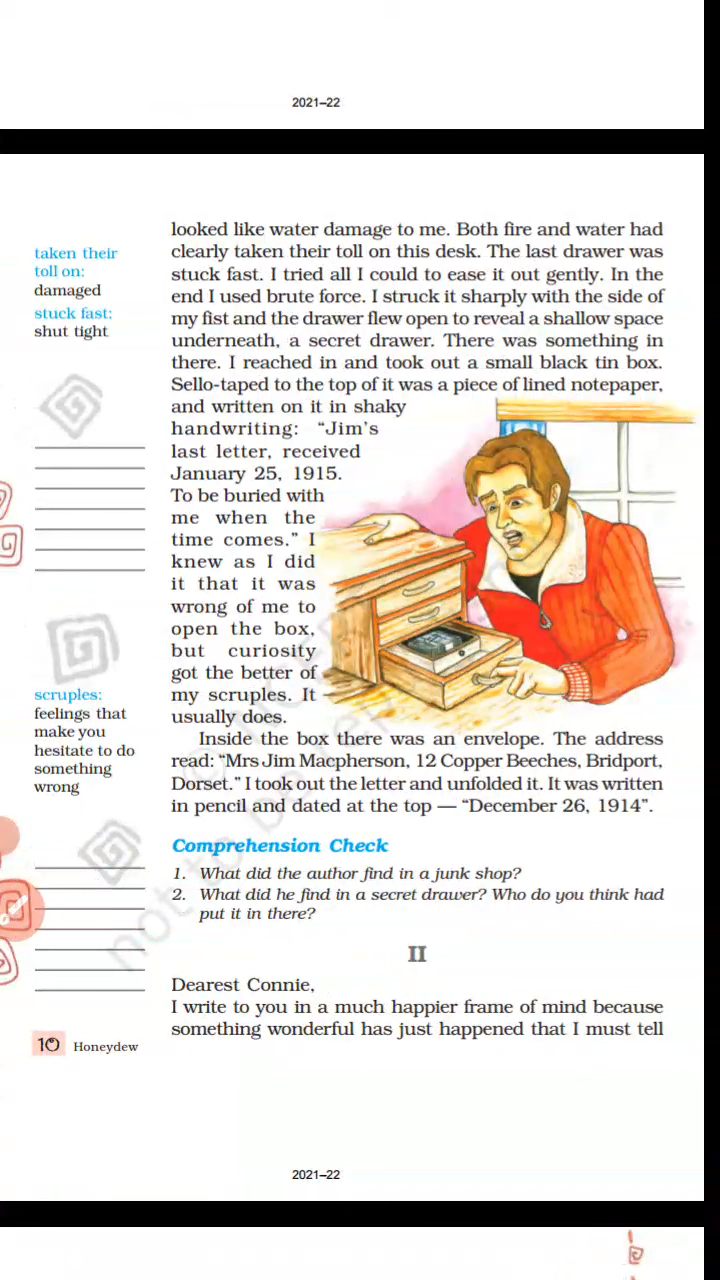 2021–22
looked like water damage to me. Both fire and water had
clearly taken their toll on this desk. The last drawer was
stuck fast. I tried all I could to ease it out gently. In the
end I used brute force. I struck it sharply with the side of
my fist and the drawer flew open to reveal a shallow space
underneath, a secret drawer. There was something in
there. I reached in and took out a small black tin box.
Sello-taped to the top of it was a piece of lined notepaper,
and written on it in shaky
handwriting: “Jim’s
last letter, received
January 25, 1915.
To be buried with
me when the
time comes.” I
knew as I did
it that it was
wrong of me to
open the box,
but curiosity
got the better of
my scruples. It
usually does.
taken their
toll on:
damaged
stuck fast:
shut tight
scruples:
feelings that
make you
hesitate to do
something
wrong
Inside the box there was an envelope. The address
read: “Mrs Jim Macpherson, 12 Copper Beeches, Bridport,
Dorset.” I took out the letter and unfolded it. It was written
in pencil and dated at the top — “December 26, 1914”.
Comprehension Check
1. What did the author find in a junk shop?
2. What did he find in a secret drawer? Who do you think had
put it in there?
II
Dearest Connie,
I write to you in a much happier frame of mind because
something wonderful has just happened that I must tell
10 Honeydew
2021–22
not to be